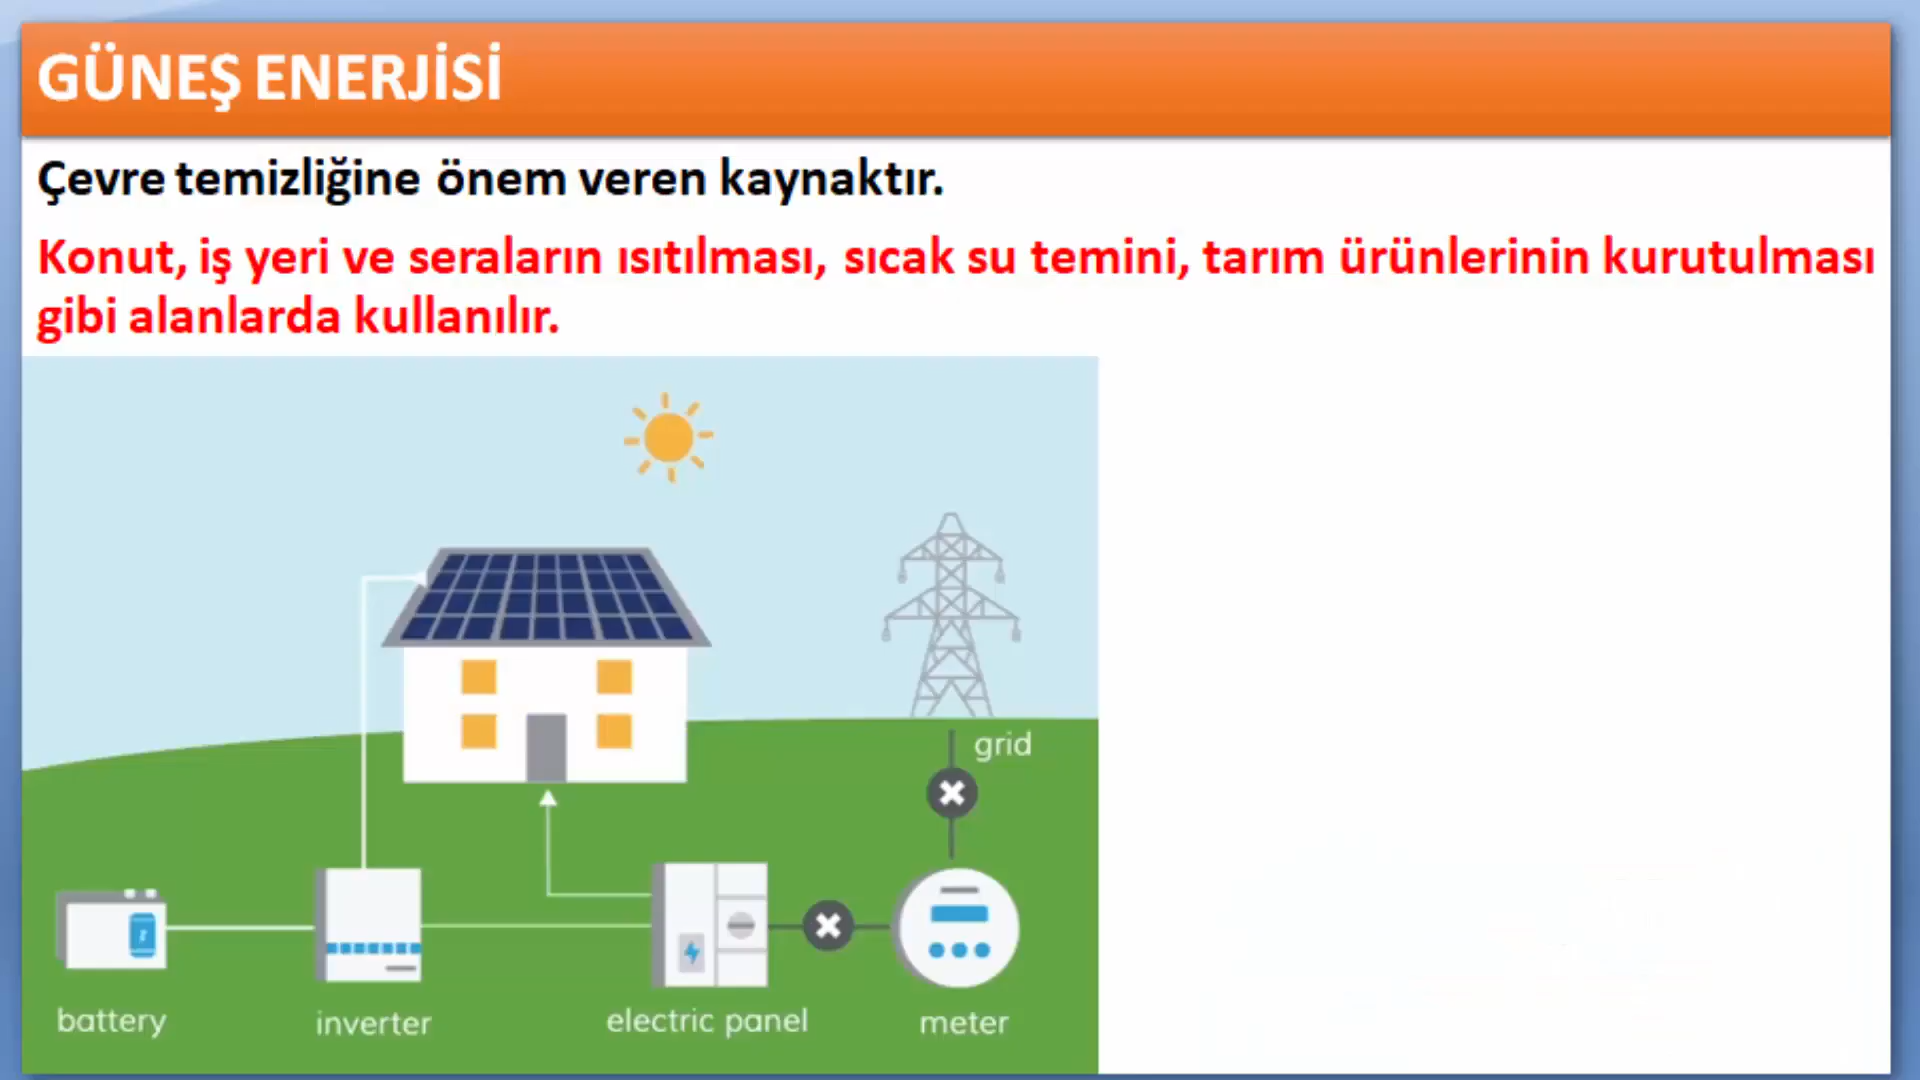 GÜNEŞ ENERJİSİ
Çevre temizliğine önem veren kaynaktır.
Konut, iş yeri ve seraların ısıtılması, sıcak su temini, tarım ürünlerinin kurutulması
gibi alanlarda kullanılır.
grid
battery
inverter
electric panel
meter